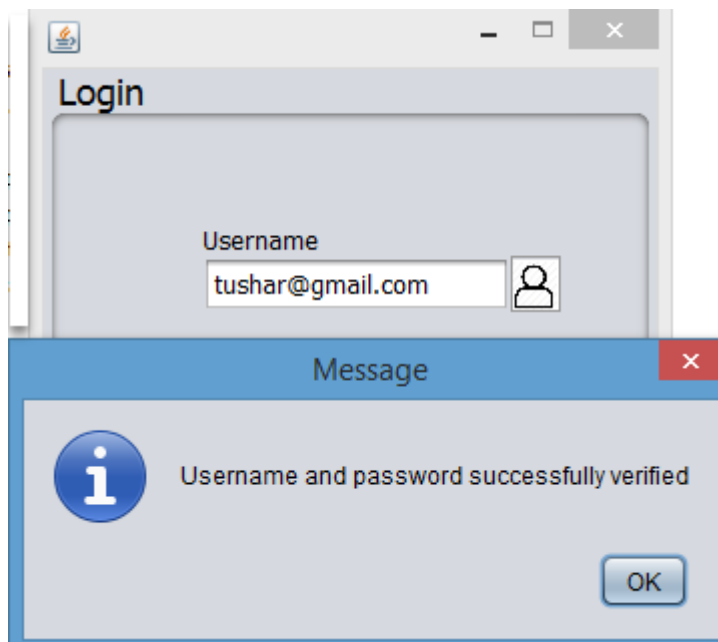 Login
Username
tushar@gmail.com
Message
Username and password successfully verified
OK